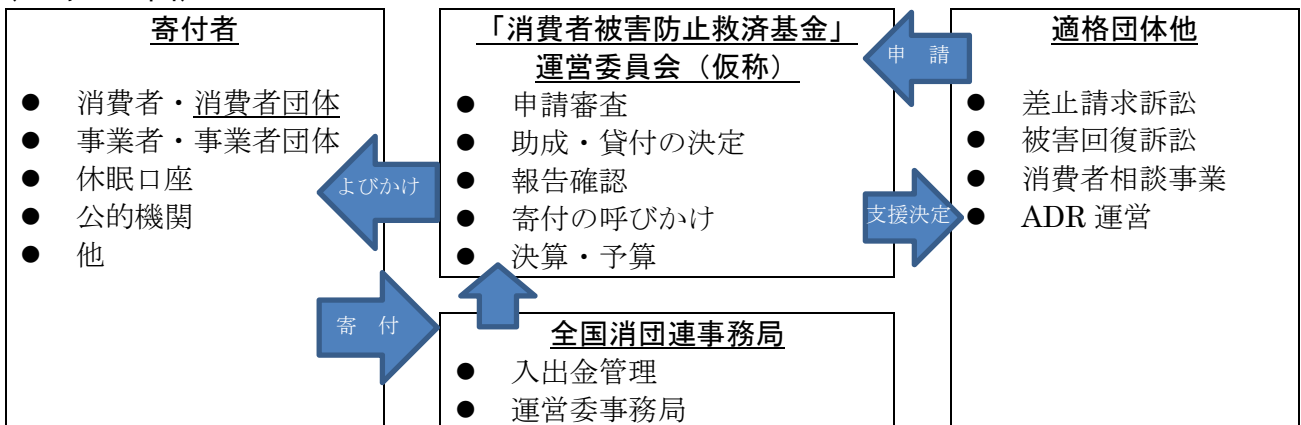 寄付者
● 消費者・消費者団体
● 事業者・事業者団体
● 休眠口座
● 公的機関
● 他
よびかけ
寄 付
「消費者被害防止救済基金」
運営委員会（仮称）
● 申請審査
● 助成・貸付の決定
● 報告確認
● 寄付の呼びかけ
● 決算・予算
全国消団連事務局
● 入出金管理
● 運営委事務局
申 請
支援決定
適格団体他
● 差止請求訴訟
● 被害回復訴訟
● 消費者相談事業
● ADR 運営